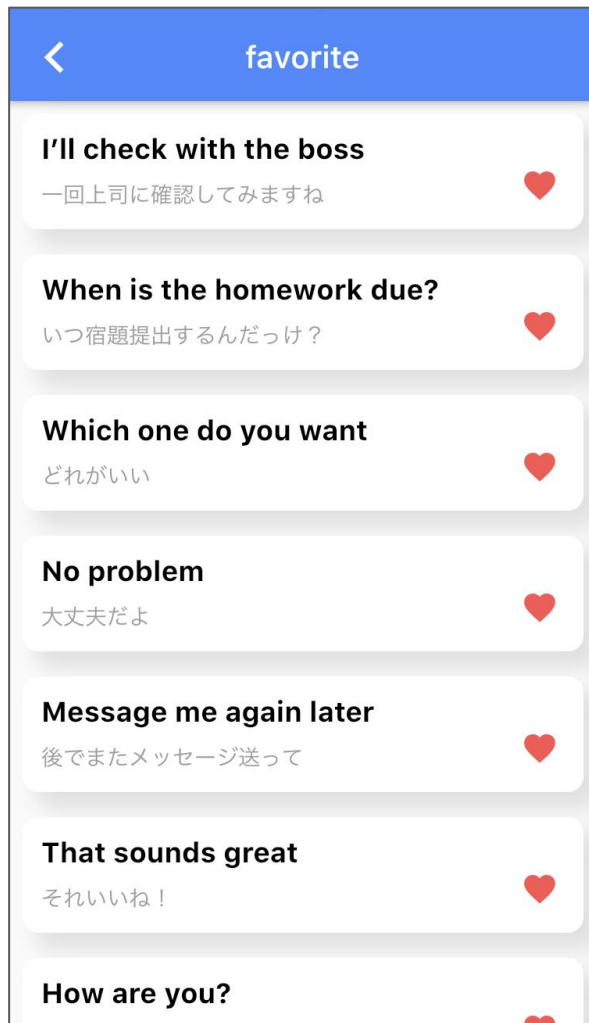 favorite
I’ll check with the boss
一回上司に確認してみますね
When is the homework due?
いつ宿題提出するんだっけ？
Which one do you want
どれがいい
No problem
大丈夫だよ
Message me again later
後でまたメッセージ送って
That sounds great
それいいね！
How are you?